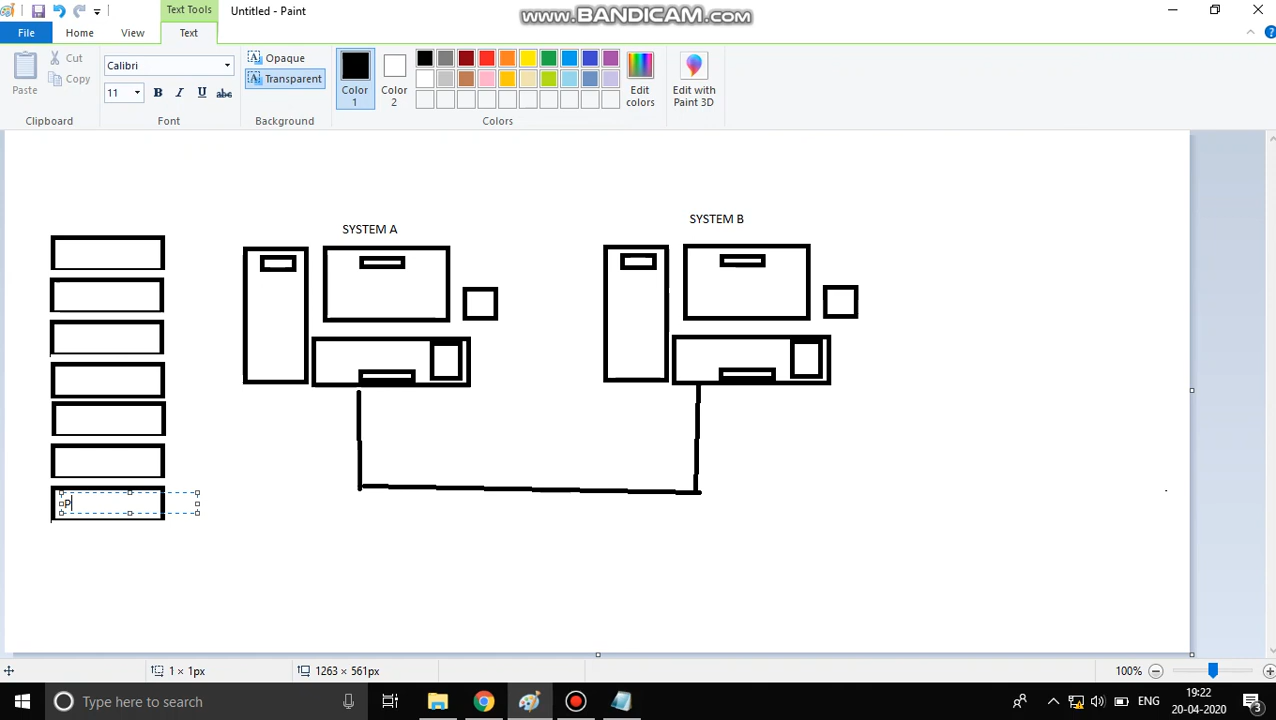 Text Tools
Untitled - Paint
www.BANDICAM.com
File
Home
View
Text
Paste
Cut
Copy
Clipboard
Calibri
11
B I U abc
Font
Opaque
Transparent
Background
Color 1
Color 2
Edit colors
Colors
Edit with Paint 3D
SYSTEM A
SYSTEM B
P
1 × 1px
1263 × 561px
100%
Type here to search
ENG
19:22
20-04-2020
3